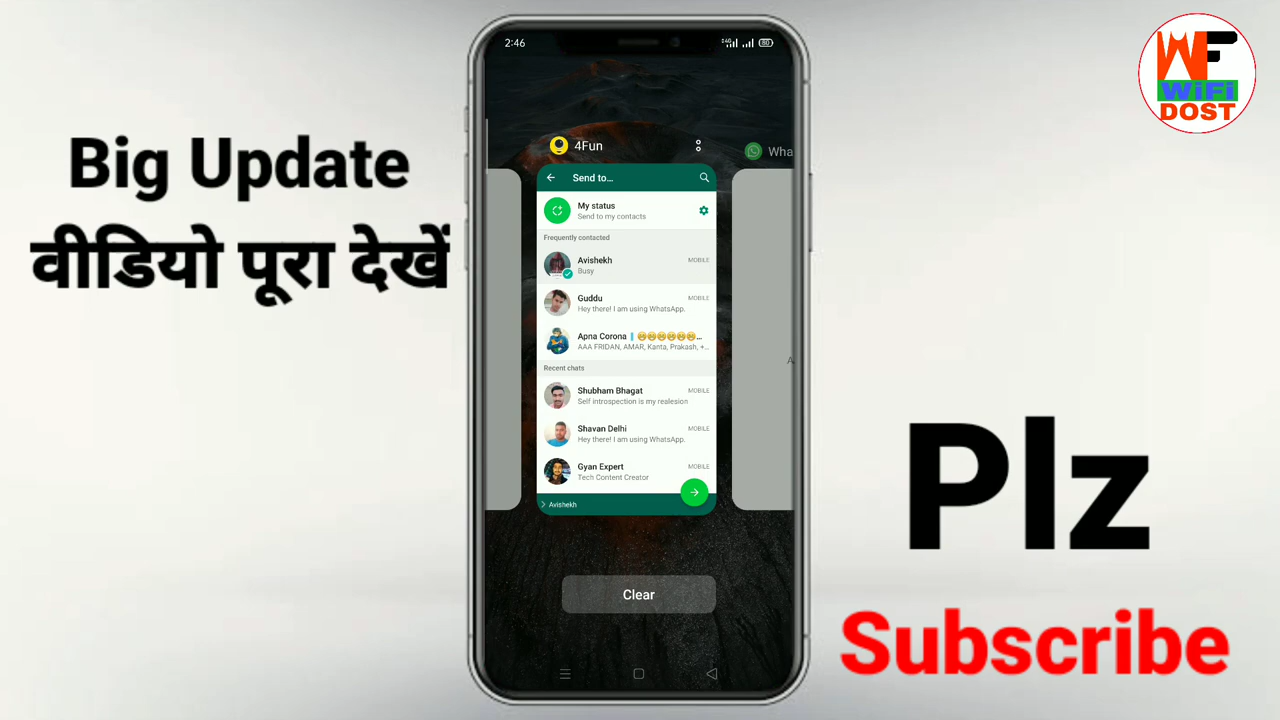 2:46
WF
WiFi
DOST
Big Update
वीडियो पूरा देखें
4Fun
Wha
Send to...
My status
Send to my contacts
Frequently contacted
Avishekh
MOBILE
Busy
Guddu
MOBILE
Hey there! I am using WhatsApp.
Apna Corona 😁😁😁😁😁😁...
AAA FRIDAN, AMAR, Kanta, Prakash, +...
A
Recent chats
Shubham Bhagat
MOBILE
Self introspection is my realesion
Shavan Delhi
MOBILE
Hey there! I am using WhatsApp.
Gyan Expert
MOBILE
Tech Content Creator
Avishekh
Clear
Plz
Subscribe